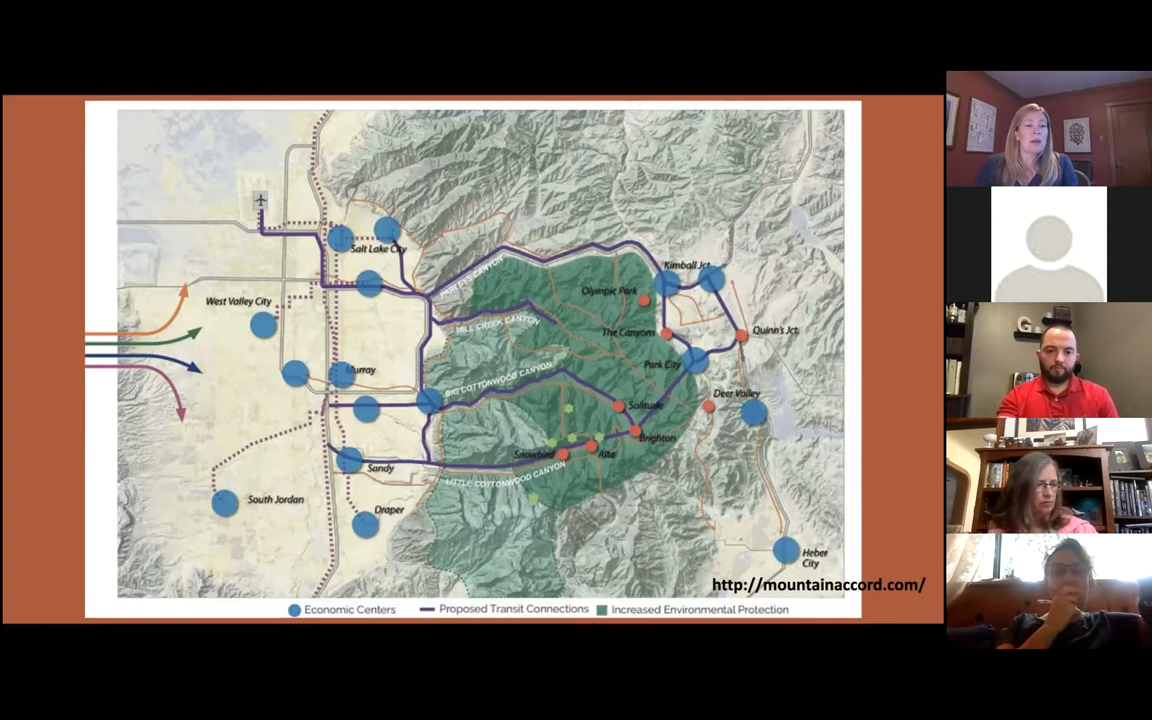 Salt Lake City
PARLEYS CANYON
Kimball Jct.
Olympic Park
West Valley City
MILL CREEK CANYON
The Canyons
Quinn's Jct.
Murray
BIG COTTONWOOD CANYON
Park City
Solitude
Deer Valley
Brighton
Snowbird
Alta
Sandy
LITTLE COTTONWOOD CANYON
South Jordan
Draper
Heber
City
http://mountainaccord.com/
Economic Centers
Proposed Transit Connections
Increased Environmental Protection
G